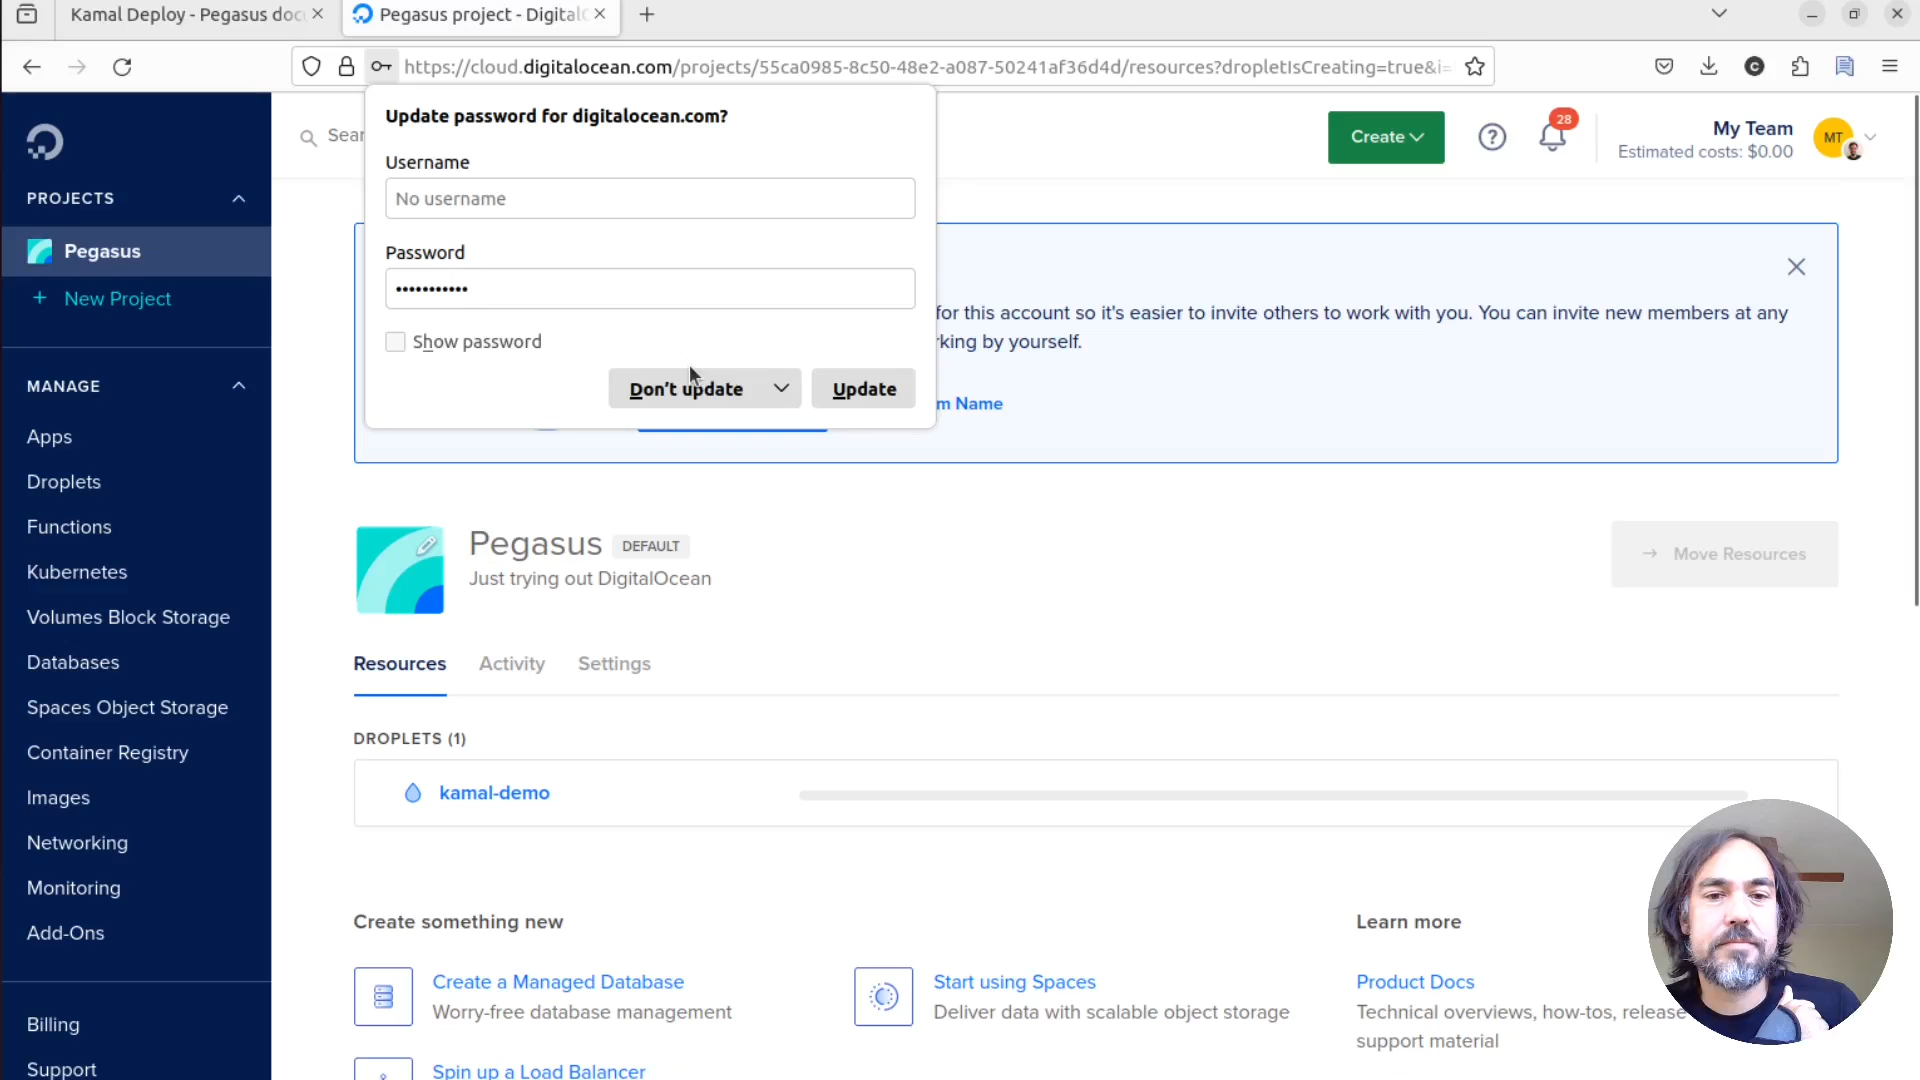 Kamal Deploy - Pegasus doc
Pegasus project - Digital
https://cloud.digitalocean.com/projects/55ca0985-8c50-48e2-a087-50241af36d4d/resources?dropletIsCreating=true&i=
Update password for digitalocean.com?
Username
No username
Password
•••••••••••
Show password
Don't update
Update
Sear
Create
28
My Team
Estimated costs: $0.00
MT
PROJECTS
Pegasus
+ New Project
MANAGE
Apps
Droplets
Functions
Kubernetes
Volumes Block Storage
Databases
Spaces Object Storage
Container Registry
Images
Networking
Monitoring
Add-Ons
Billing
Support
for this account so it's easier to invite others to work with you. You can invite new members at any
rking by yourself.
m Name
Pegasus DEFAULT
Just trying out DigitalOcean
→ Move Resources
Resources Activity Settings
DROPLETS (1)
kamal-demo
Create something new
Create a Managed Database
Worry-free database management
Start using Spaces
Deliver data with scalable object storage
Spin up a Load Balancer
Learn more
Product Docs
Technical overviews, how-tos, release
support material